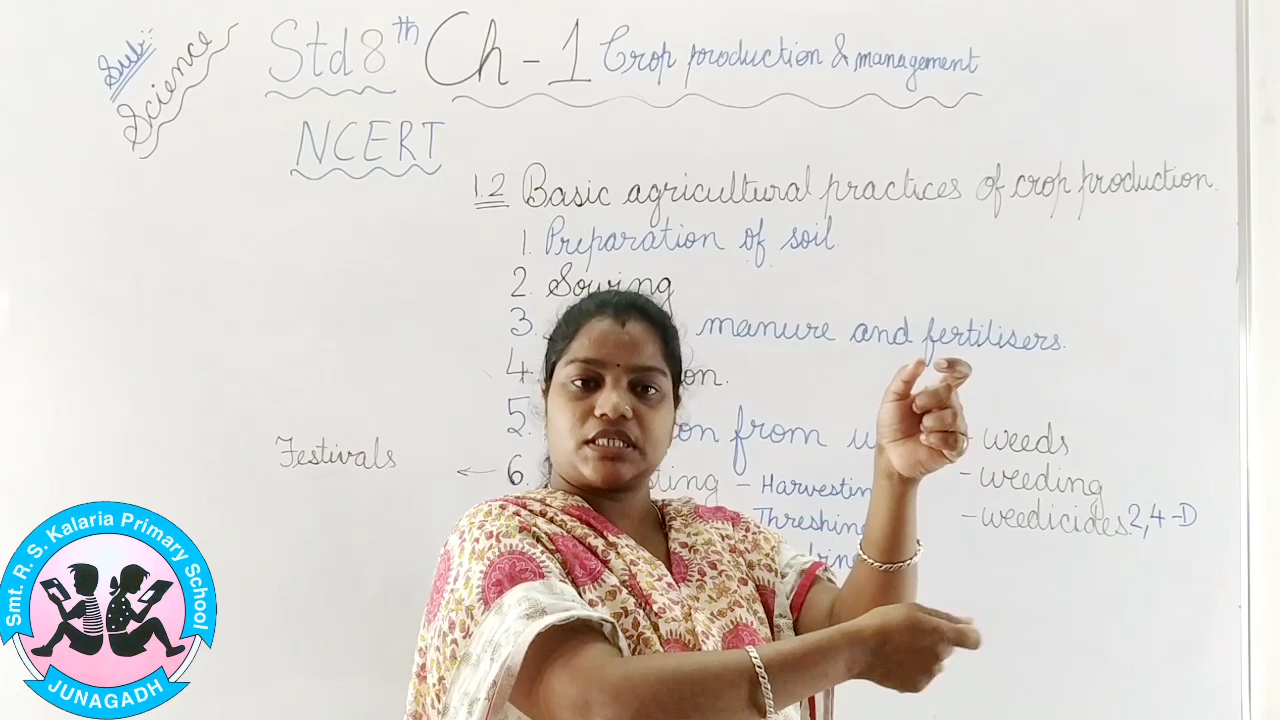 Sub:-
Science
Std 8th Ch - 1 Crop production & management
NCERT
1.2 Basic agricultural practices of crop production.
1. Preparation of soil
2. Sowing
3. manure and fertilisers.
4.
5. from - weeds
Festivals ← 6. - Harvesting - weeding
- Threshing - weedicides. 2,4-D
Smt. R. S. Kalaria Primary School
JUNAGADH